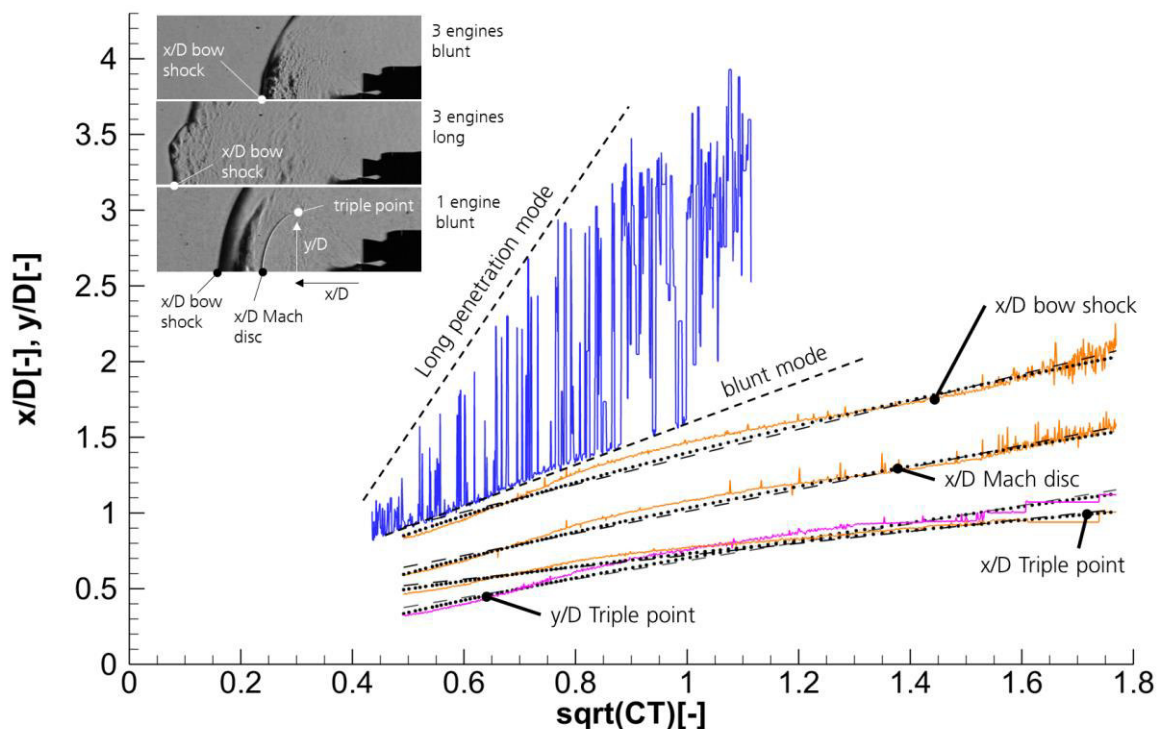 4
3.5
3
2.5
2
1.5
1
0.5
0
x/D[-], y/D[-]
0
0.2
0.4
0.6
0.8
1
1.2
1.4
1.6
1.8
sqrt(CT)[-]
x/D bow
shock
3 engines
blunt
x/D bow
shock
3 engines
long
triple point
y/D
1 engine
blunt
x/D
x/D bow
shock
x/D Mach
disc
Long penetration mode
blunt mode
x/D bow shock
x/D Mach disc
x/D Triple point
y/D Triple point